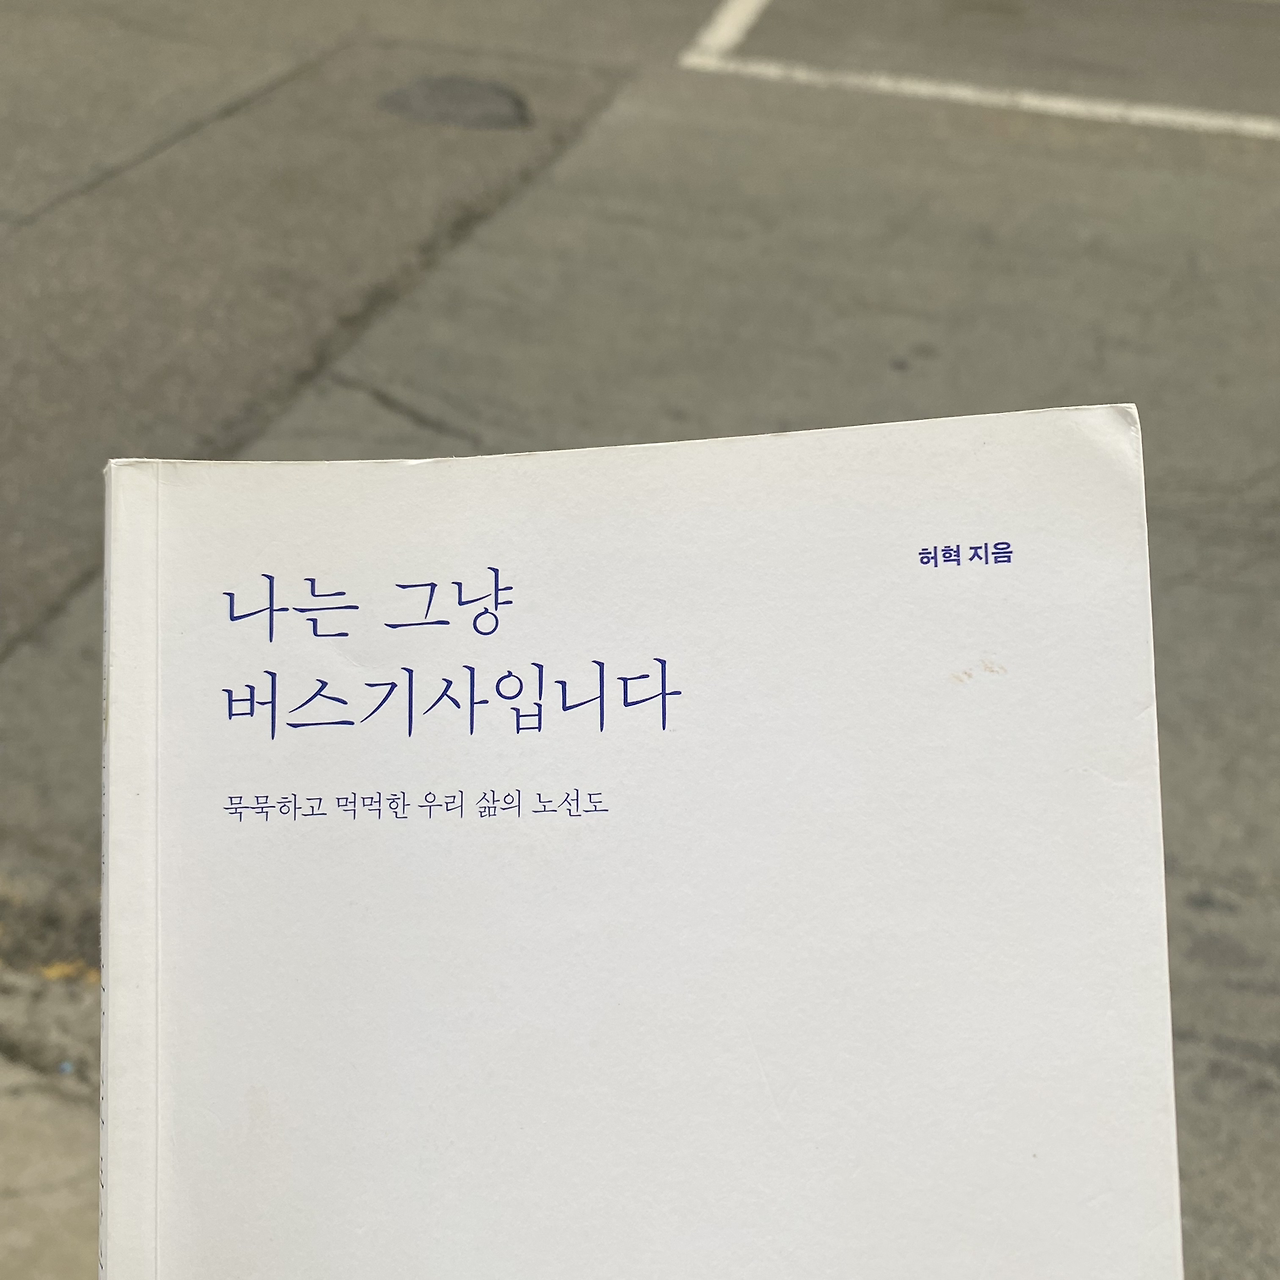 허혁 지음
나는 그냥
버스기사입니다
묵묵하고 먹먹한 우리 삶의 노선도